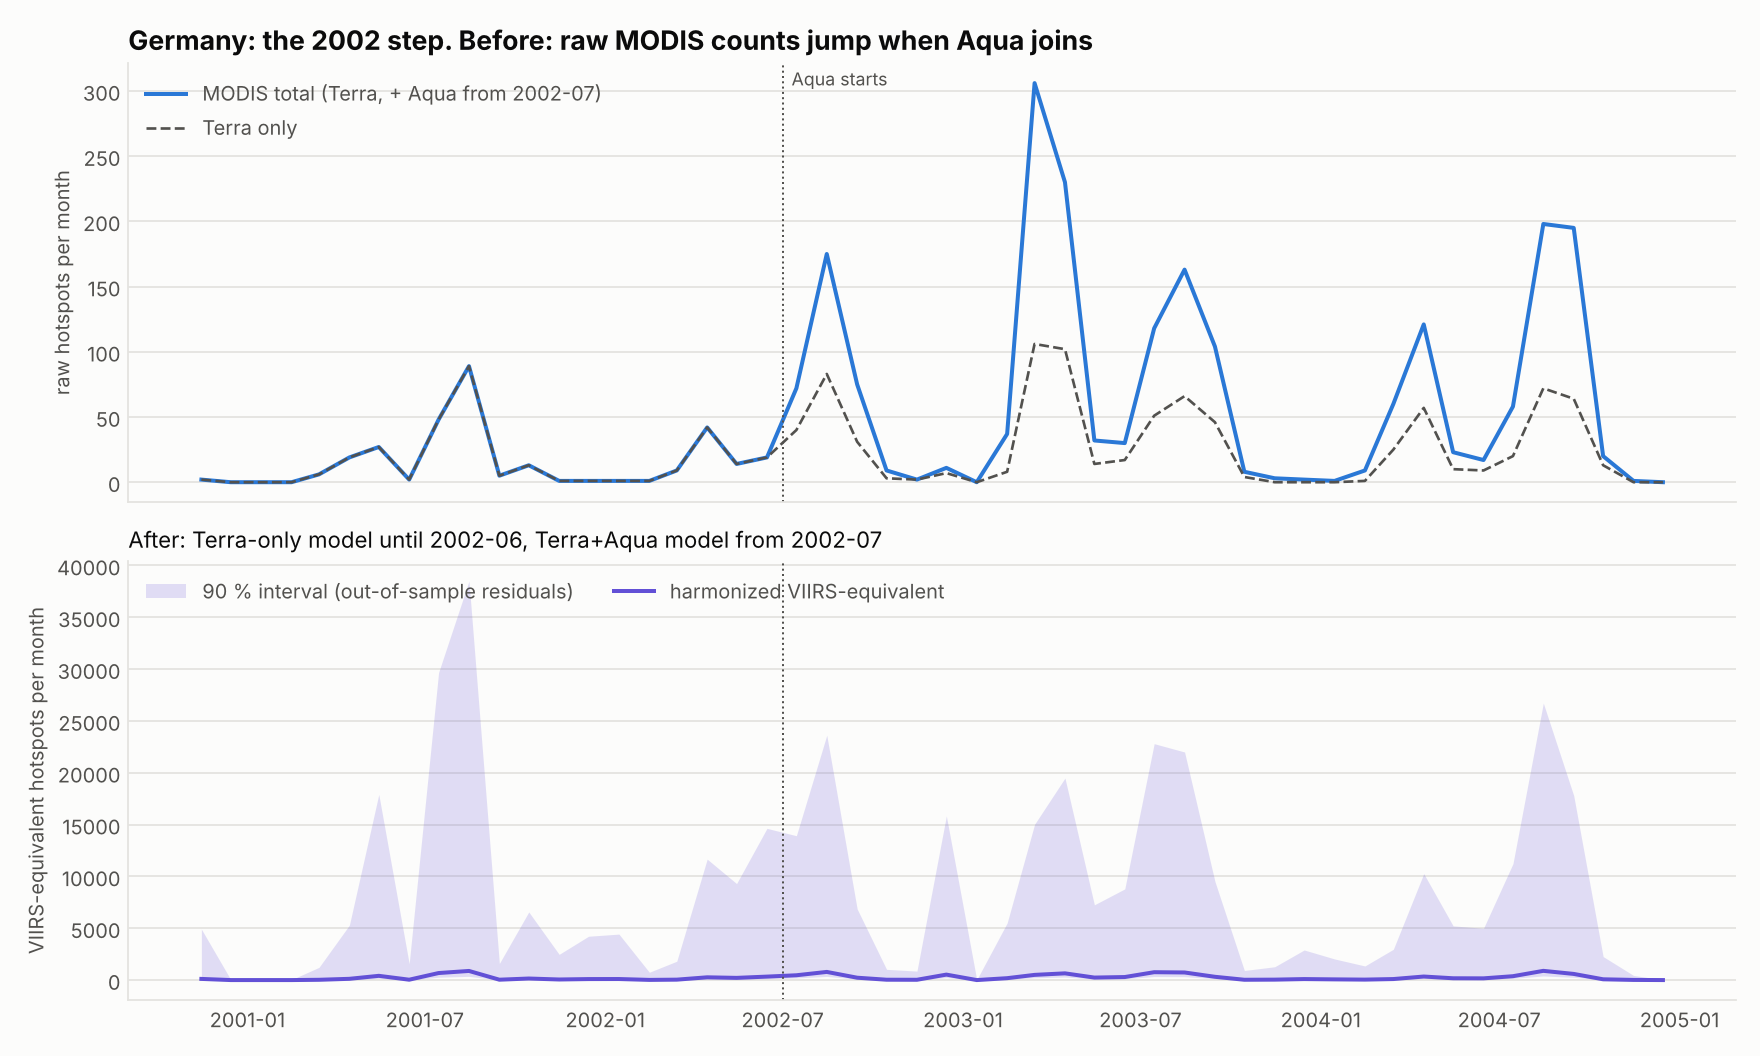 Germany: the 2002 step. Before: raw MODIS counts jump when Aqua joins
Aqua starts
MODIS total (Terra, + Aqua from 2002-07)
Terra only
300
250
200
150
100
50
0
raw hotspots per month
After: Terra-only model until 2002-06, Terra+Aqua model from 2002-07
90 % interval (out-of-sample residuals)
harmonized VIIRS-equivalent
40000
35000
30000
25000
20000
15000
10000
5000
0
VIIRS-equivalent hotspots per month
2001-01
2001-07
2002-01
2002-07
2003-01
2003-07
2004-01
2004-07
2005-01